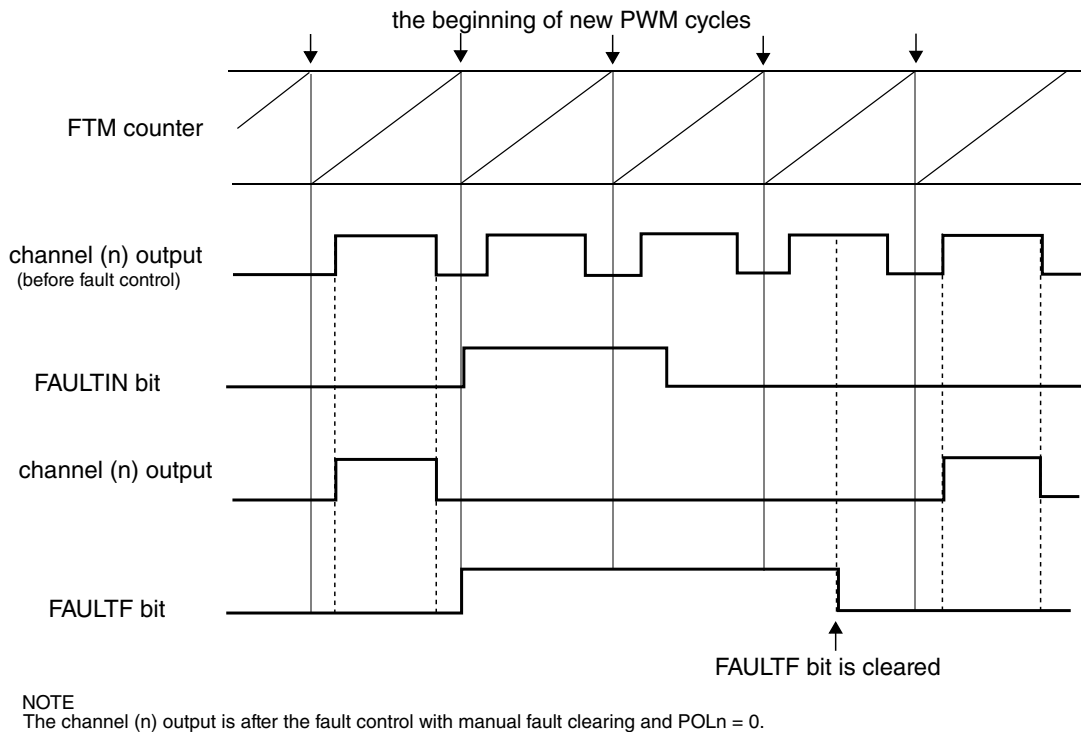 the beginning of new PWM cycles
FTM counter
channel (n) output
(before fault control)
FAULTIN bit
channel (n) output
FAULTF bit
FAULTF bit is cleared
NOTE
The channel (n) output is after the fault control with manual fault clearing and POLn = 0.